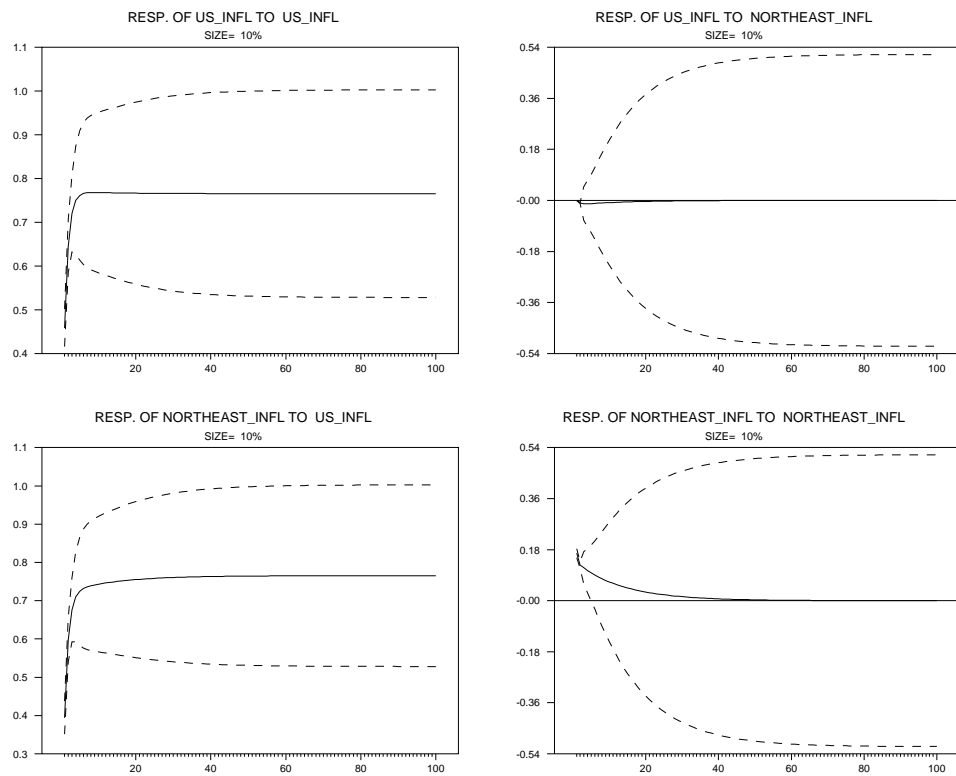 RESP. OF US_INFL TO US_INFL
SIZE= 10%
1.1
1.0
0.9
0.8
0.7
0.6
0.5
0.4
20 40 60 80 100
RESP. OF US_INFL TO NORTHEAST_INFL
SIZE= 10%
0.54
0.36
0.18
-0.00
-0.18
-0.36
-0.54
20 40 60 80 100
RESP. OF NORTHEAST_INFL TO US_INFL
SIZE= 10%
1.1
1.0
0.9
0.8
0.7
0.6
0.5
0.4
0.3
20 40 60 80 100
RESP. OF NORTHEAST_INFL TO NORTHEAST_INFL
SIZE= 10%
0.54
0.36
0.18
-0.00
-0.18
-0.36
-0.54
20 40 60 80 100